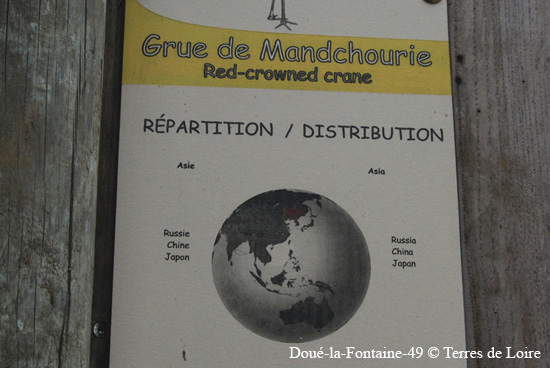 Grue de Mandchourie
Red-crowned crane
RÉPARTITION / DISTRIBUTION
Asie
Asia
Russie
Chine
Japon
Russia
China
Japan
Doué-la-Fontaine-49 © Terres de Loire